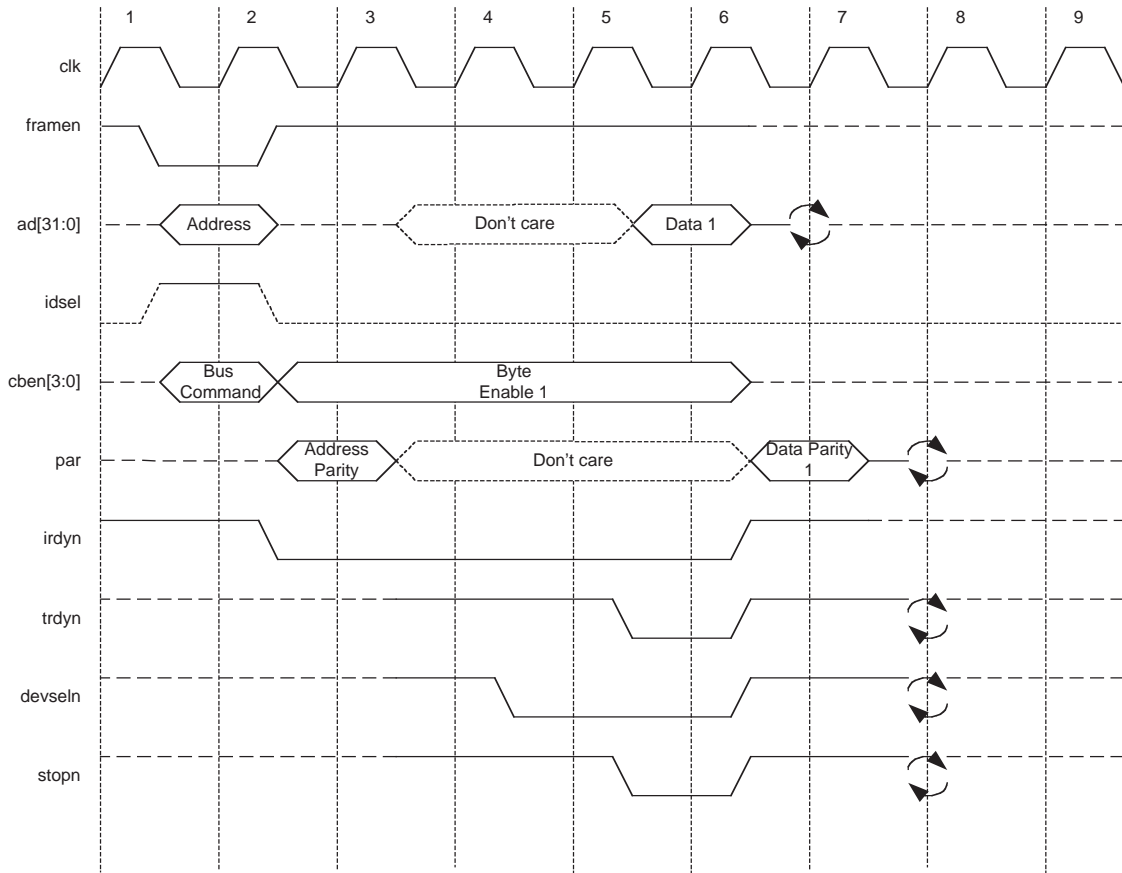 1 2 3 4 5 6 7 8 9
clk
framen
ad[31:0] Address Don't care Data 1
idsel
cben[3:0] Bus Command Byte Enable 1
par Address Parity Don't care Data Parity 1
irdyn
trdyn
devseln
stopn